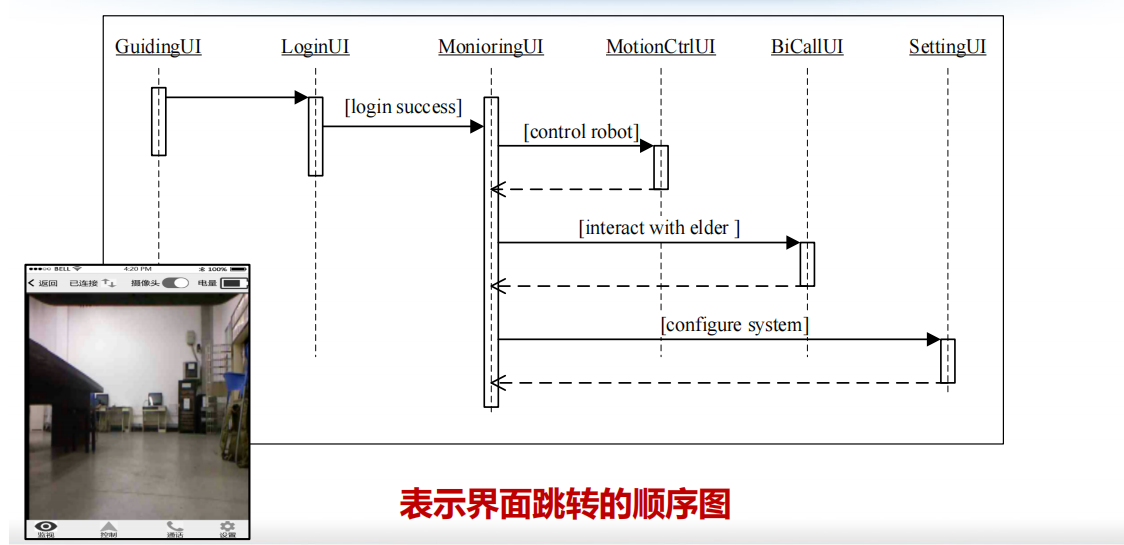 GuidingUI LoginUI MonioringUI MotionCtrlUI BiCallUI SettingUI
[login success]
[control robot]
[interact with elder ]
[configure system]
BELL 4:20 PM 100%
返回 已连接 摄像头 电量
监视 控制 通话 设置
表示界面跳转的顺序图